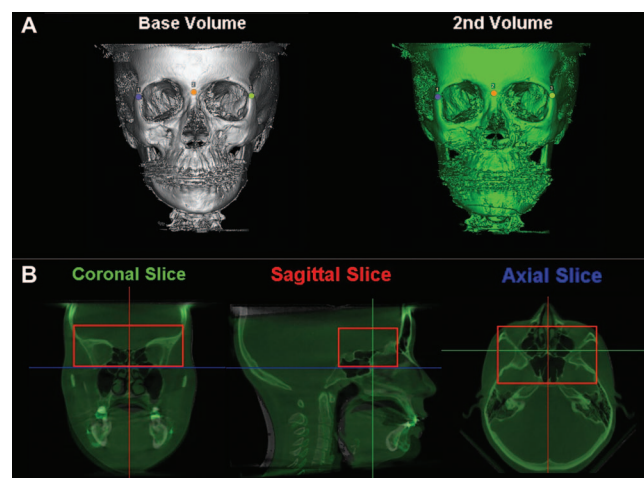 A
Base Volume
2nd Volume
B
Coronal Slice
Sagittal Slice
Axial Slice